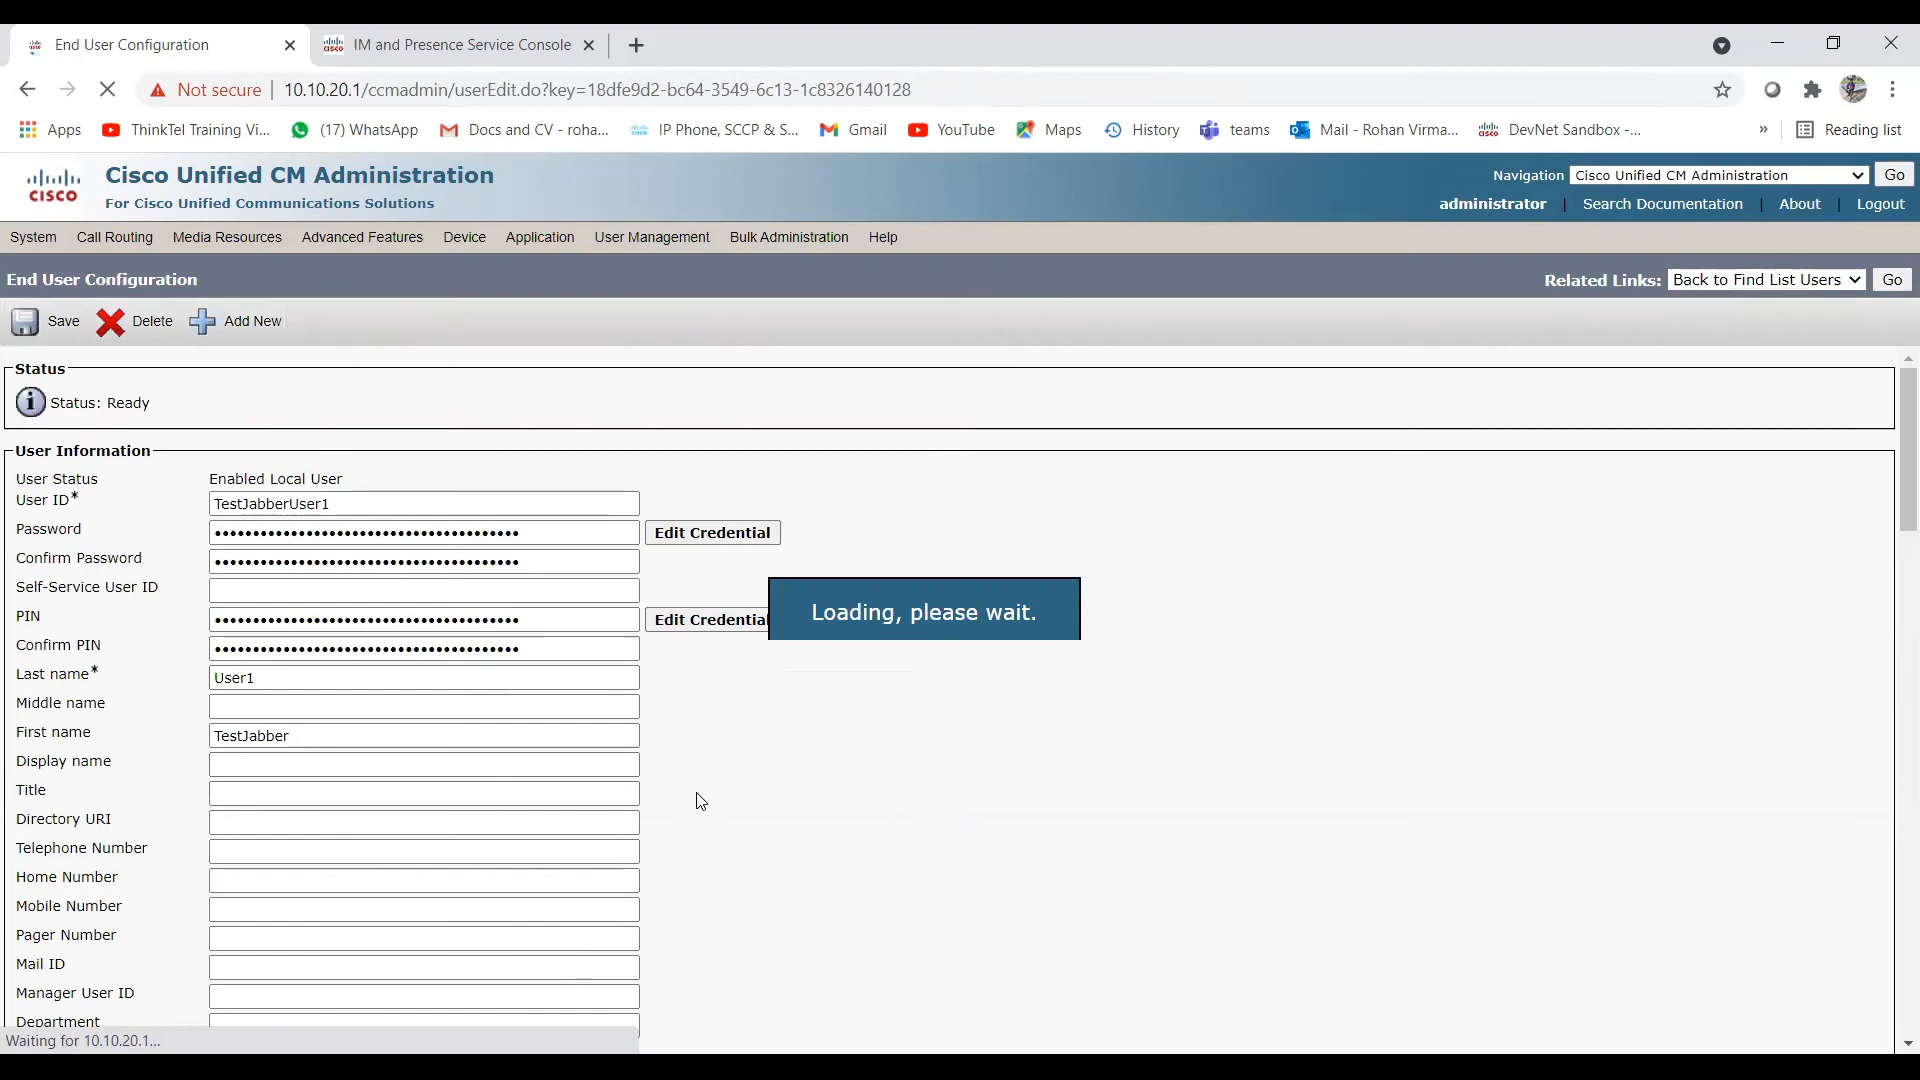 End User Configuration
IM and Presence Service Console
Not secure
10.10.20.1/ccmadmin/userEdit.do?key=18dfe9d2-bc64-3549-6c13-1c8326140128
Apps
ThinkTel Training Vi...
(17) WhatsApp
Docs and CV - roha...
IP Phone, SCCP & S...
Gmail
YouTube
Maps
History
teams
Mail - Rohan Virma...
DevNet Sandbox -...
»
Reading list
CISCO
Cisco Unified CM Administration
For Cisco Unified Communications Solutions
Navigation Cisco Unified CM Administration Go
administrator | Search Documentation | About | Logout
System Call Routing Media Resources Advanced Features Device Application User Management Bulk Administration Help
End User Configuration
Related Links: Back to Find List Users Go
Save Delete Add New
Status
Status: Ready
User Information
User Status Enabled Local User
User ID* TestJabberUser1
Password Edit Credential
Confirm Password
Self-Service User ID
PIN Edit Credential
Loading, please wait.
Confirm PIN
Last name* User1
Middle name
First name TestJabber
Display name
Title
Directory URI
Telephone Number
Home Number
Mobile Number
Pager Number
Mail ID
Manager User ID
Department
Waiting for 10.10.20.1...